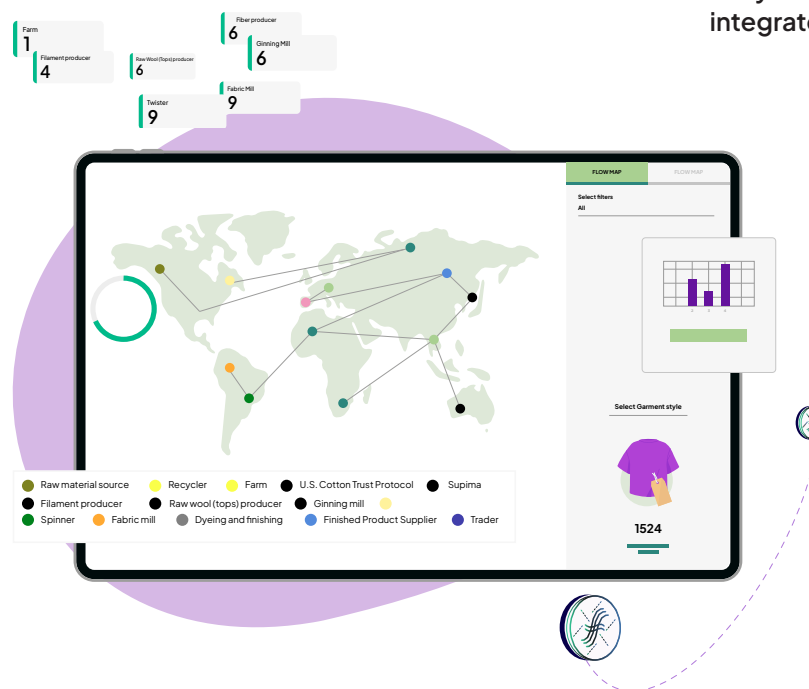 integrate
Farm
1
Filament producer
4
Raw Wool (Tops) producer
6
Fiber producer
6
Ginning Mill
6
Twister
9
Fabric Mill
9
FLOW MAP
FLOW MAP
Select filters
All
Select Garment style
1524
Raw material source
Recycler
Farm
U.S. Cotton Trust Protocol
Supima
Filament producer
Raw wool (tops) producer
Ginning mill
Spinner
Fabric mill
Dyeing and finishing
Finished Product Supplier
Trader